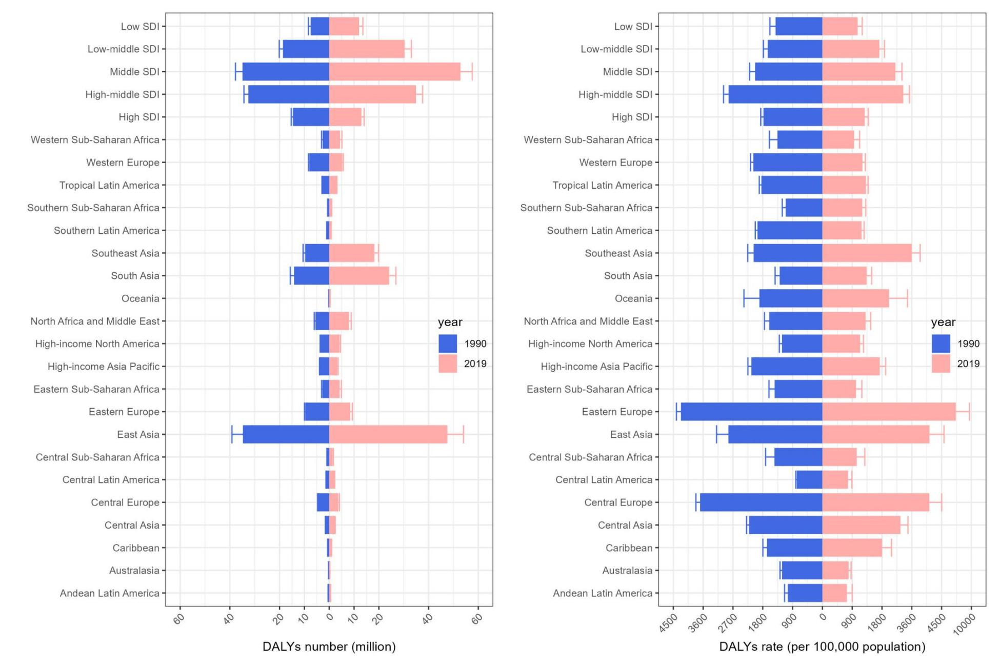 Low SDI
Low-middle SDI
Middle SDI
High-middle SDI
High SDI
Western Sub-Saharan Africa
Western Europe
Tropical Latin America
Southern Sub-Saharan Africa
Southern Latin America
Southeast Asia
South Asia
Oceania
North Africa and Middle East
High-income North America
High-income Asia Pacific
Eastern Sub-Saharan Africa
Eastern Europe
East Asia
Central Sub-Saharan Africa
Central Latin America
Central Europe
Central Asia
Caribbean
Australasia
Andean Latin America
year
1990
2019
60 40 20 10 0 10 20 40 60
DALYs number (million)
Low SDI
Low-middle SDI
Middle SDI
High-middle SDI
High SDI
Western Sub-Saharan Africa
Western Europe
Tropical Latin America
Southern Sub-Saharan Africa
Southern Latin America
Southeast Asia
South Asia
Oceania
North Africa and Middle East
High-income North America
High-income Asia Pacific
Eastern Sub-Saharan Africa
Eastern Europe
East Asia
Central Sub-Saharan Africa
Central Latin America
Central Europe
Central Asia
Caribbean
Australasia
Andean Latin America
year
1990
2019
4500 3600 2700 1800 900 0 900 1800 3600 4500 10000
DALYs rate (per 100,000 population)